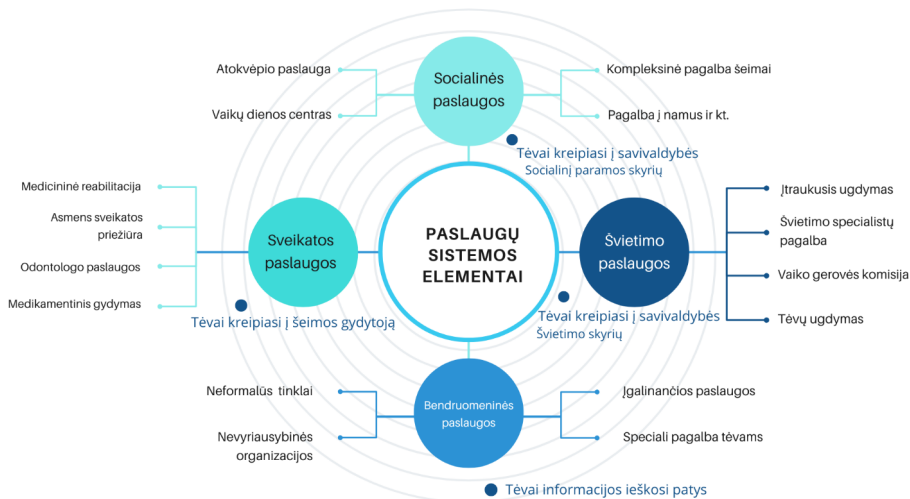 Atokvėpio paslauga
Vaikų dienos centras
Socialinės
paslaugos
Kompleksinė pagalba šeimai
Pagalba į namus ir kt.
Tėvai kreipiasi į savivaldybės
Socialinį paramos skyrių
Medicininė reabilitacija
Asmens sveikatos
priežiūra
Odontologo paslaugos
Medikamentinis gydymas
Sveikatos
paslaugos
Tėvai kreipiasi į šeimos gydytoją
PASLAUGŲ
SISTEMOS
ELEMENTAI
Švietimo
paslaugos
Įtraukusis ugdymas
Švietimo specialistų
pagalba
Vaiko gerovės komisija
Tėvų ugdymas
Tėvai kreipiasi į savivaldybės
Švietimo skyrių
Neformalūs tinklai
Nevyriausybinės
organizacijos
Bendruomeninės
paslaugos
Įgalinančios paslaugos
Speciali pagalba tėvams
Tėvai informacijos ieškosi patys